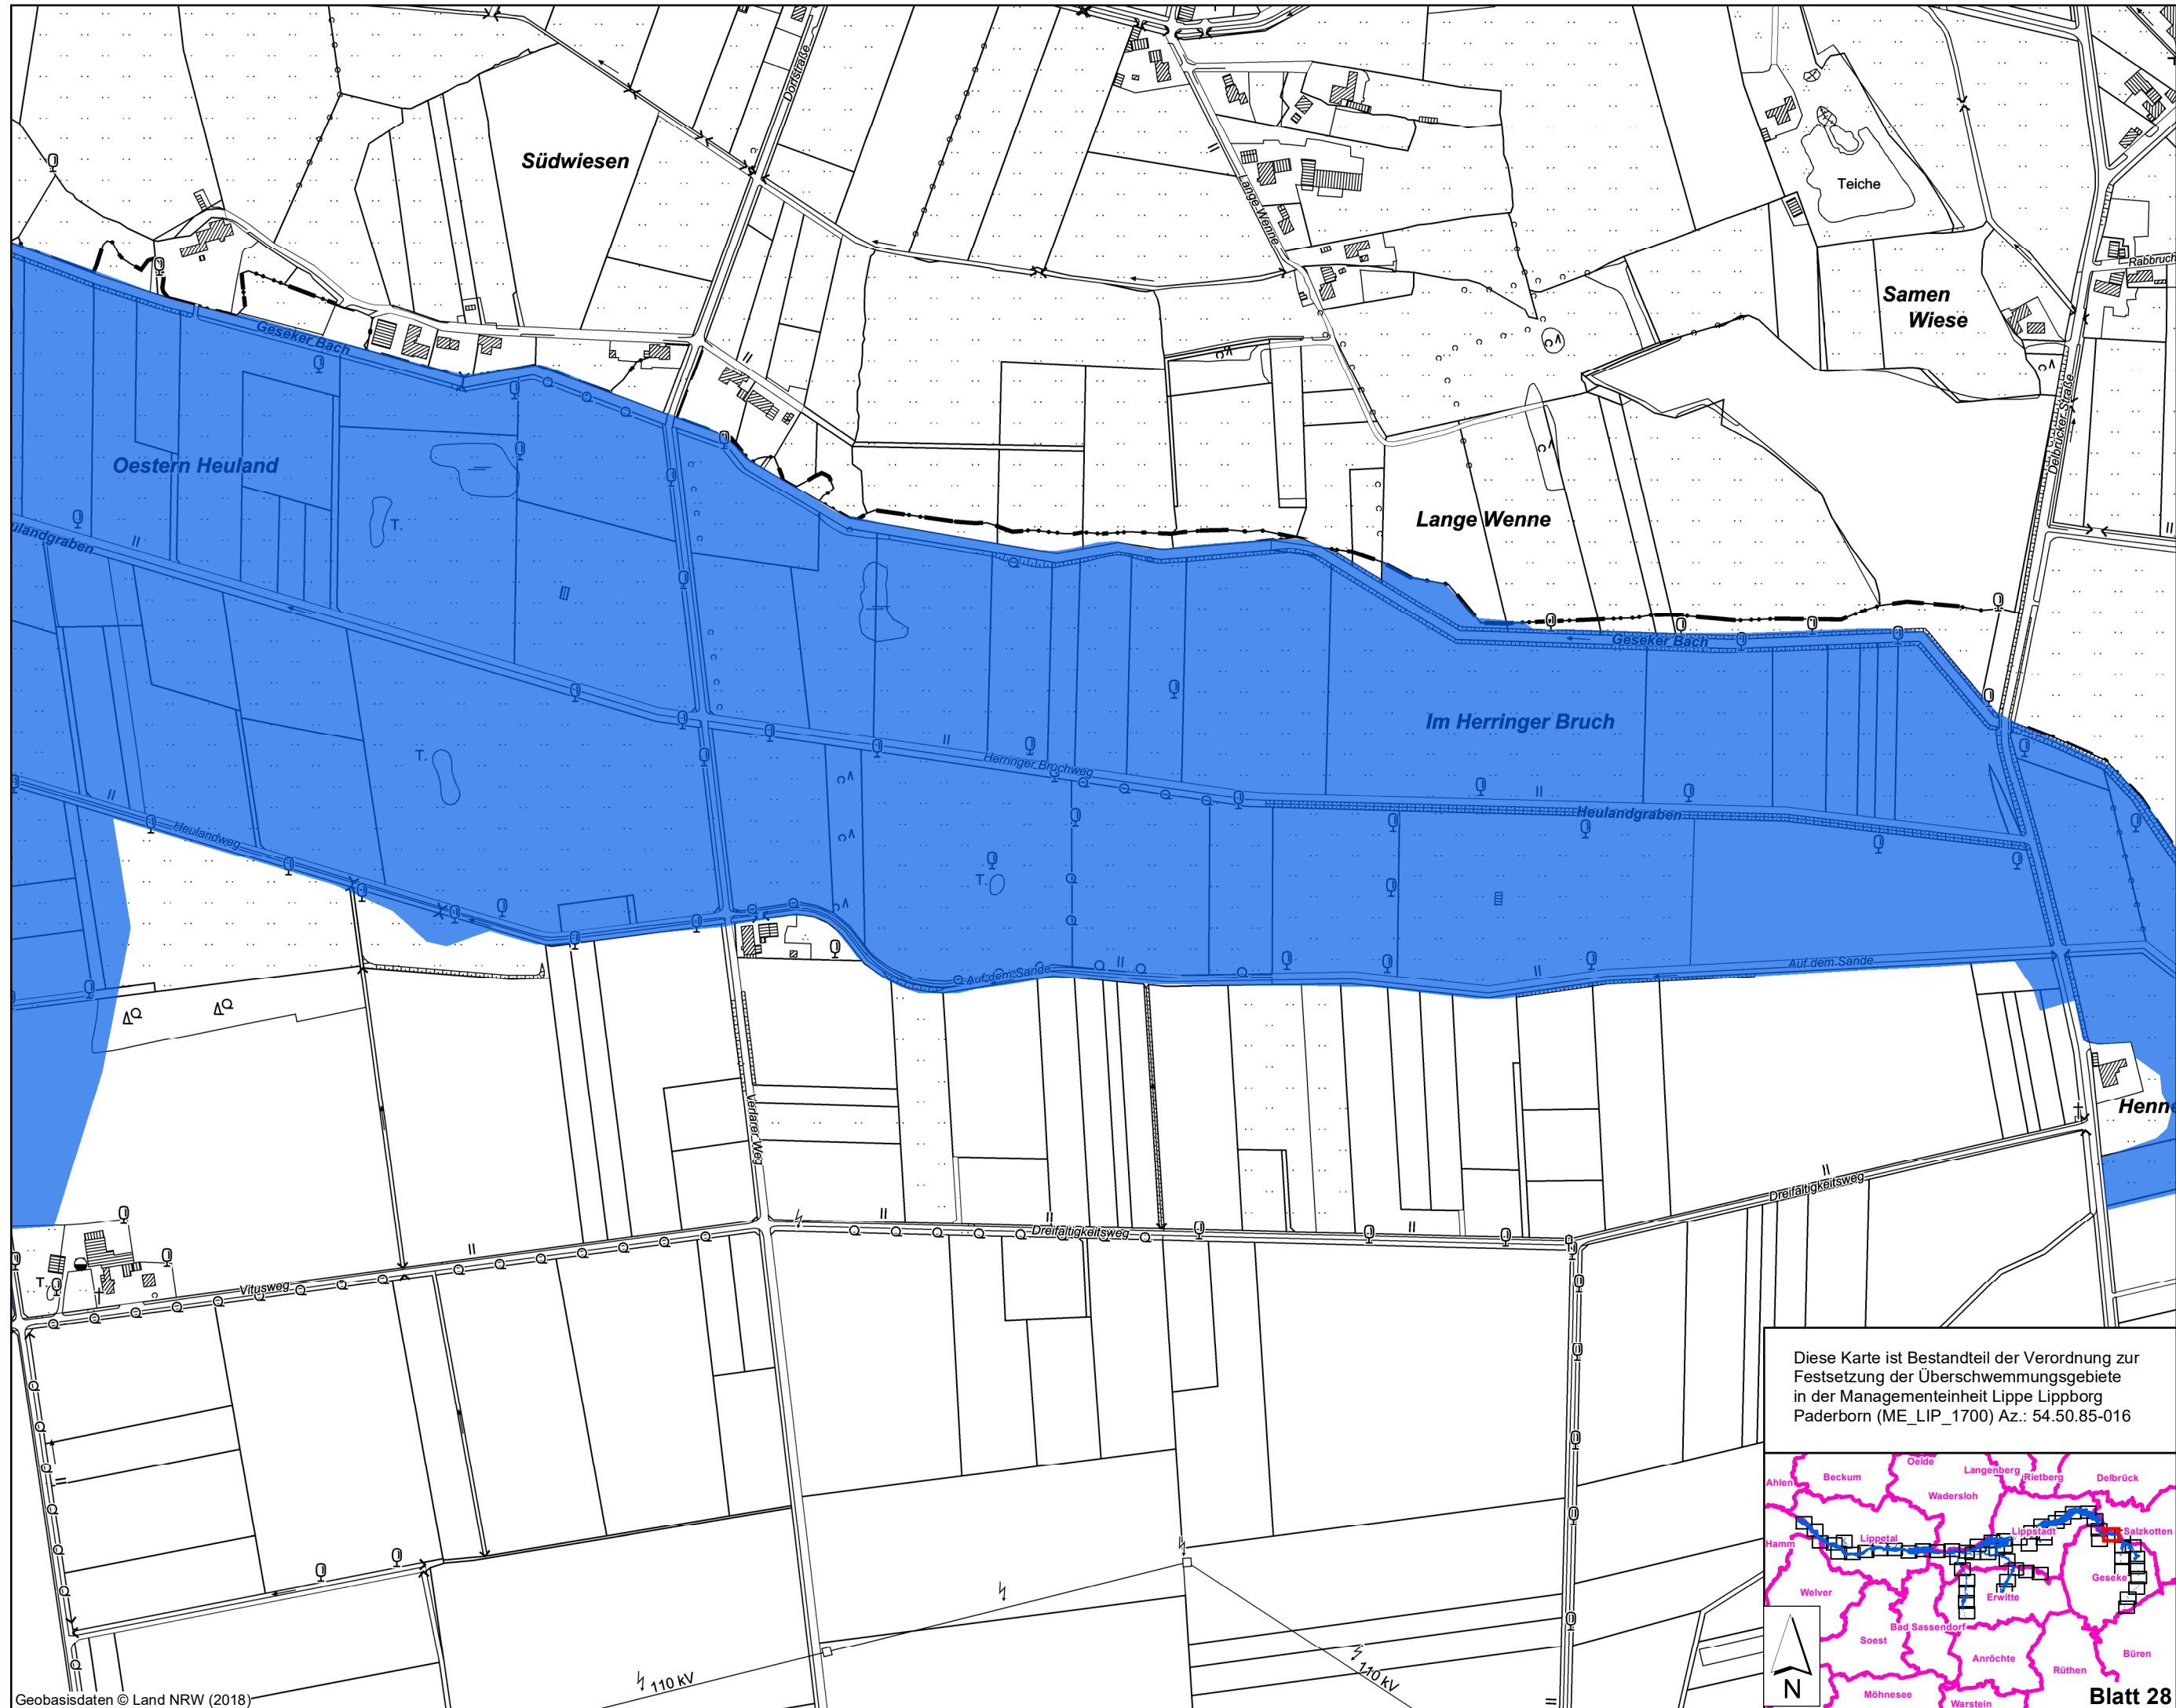 Dorfstraße
Südwiesen
Lange Wenne
Teiche
Rabbruch
Samen
Wiese
Geseker Bach
Delbrücker Straße
Oestern Heuland
T.
Lange Wenne
ulandgraben
Geseker Bach
Im Herringer Bruch
T.
Herringer Bruchweg
Heulandgraben
Heulandweg
T.
Auf dem Sande
Auf dem Sande
Verlarer Weg
Henne
Dreifaltigkeitsweg
Dreifaltigkeitsweg
T.
Vitusweg
110 kV
110 kV
Diese Karte ist Bestandteil der Verordnung zur
Festsetzung der Überschwemmungsgebiete
in der Managementeinheit Lippe Lippborg
Paderborn (ME_LIP_1700) Az.: 54.50.85-016
Oelde
Ahlen
Beckum
Langenberg
Rietberg
Delbrück
Wadersloh
Hamm
Lippetal
Lippstadt
Salzkotten
Welver
Erwitte
Geseke
Soest
Bad Sassendorf
Anröchte
Rüthen
Büren
Möhnesee
Warstein
N
Blatt 28
Geobasisdaten © Land NRW (2018)